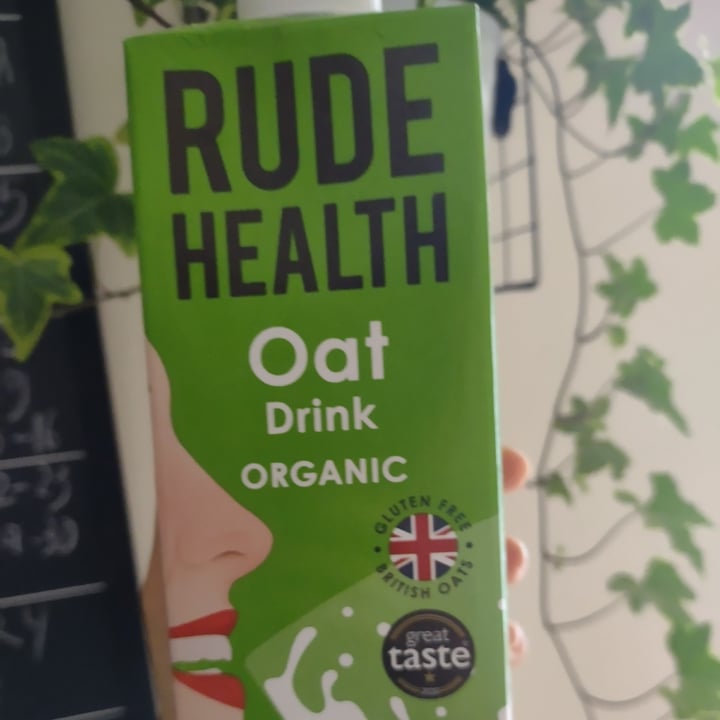 RUDE
HEALTH
Oat
Drink
ORGANIC
GLUTEN FREE
BRITISH OATS
great
taste